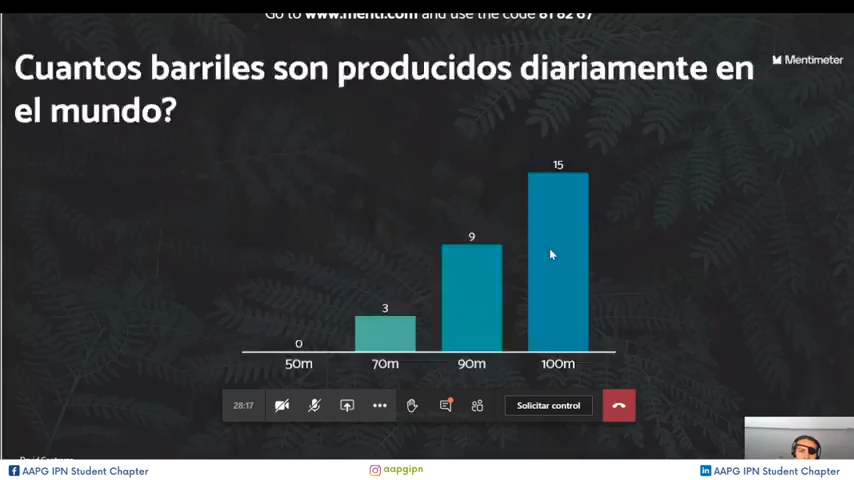 Go to www.menti.com and use the code 81 82 67
Cuantos barriles son producidos diariamente en
el mundo?
Mentimeter
15
9
3
0
50m
70m
90m
100m
28:17
Solicitar control
AAPG IPN Student Chapter
aapgipn
AAPG IPN Student Chapter